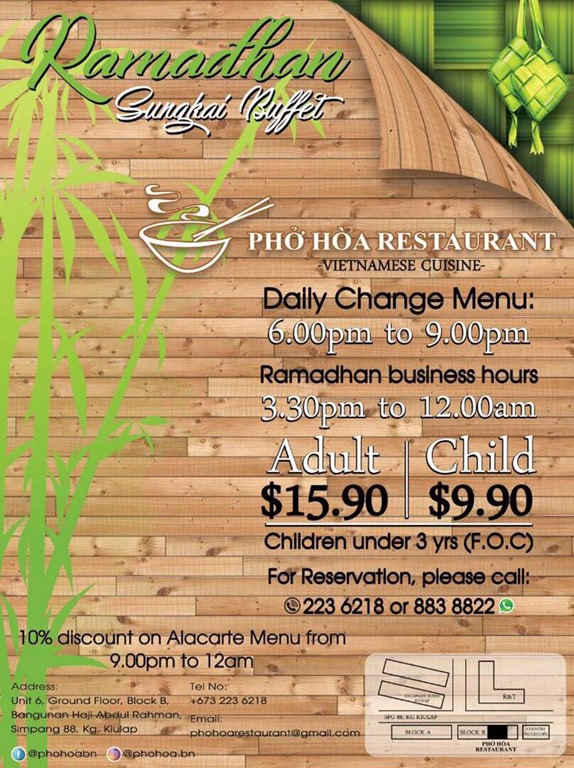 Ramadhan
Sungkai Buffet
PHỞ HÒA RESTAURANT
-VIETNAMESE CUISINE-
Daily Change Menu:
6.00pm to 9.00pm
Ramadhan business hours
3.30pm to 12.00am
Adult | Child
$15.90 $9.90
Children under 3 yrs (F.O.C)
For Reservation, please call:
223 6218 or 883 8822
10% discount on Alacarte Menu from
9.00pm to 12am
Address:
Unit 6, Ground Floor, Block B,
Bangunan Haji Abdul Rahman,
Simpang 88, Kg. Kiulap
Tel No:
+673 223 6218
Email:
phohoarestaurant@gmail.com
@phohoabn @phohoa.bn
KIULAP
R&T
SPG 88, KG KIULAP
BLOCK A
BLOCK B
PHỞ HÒA
RESTAURANT